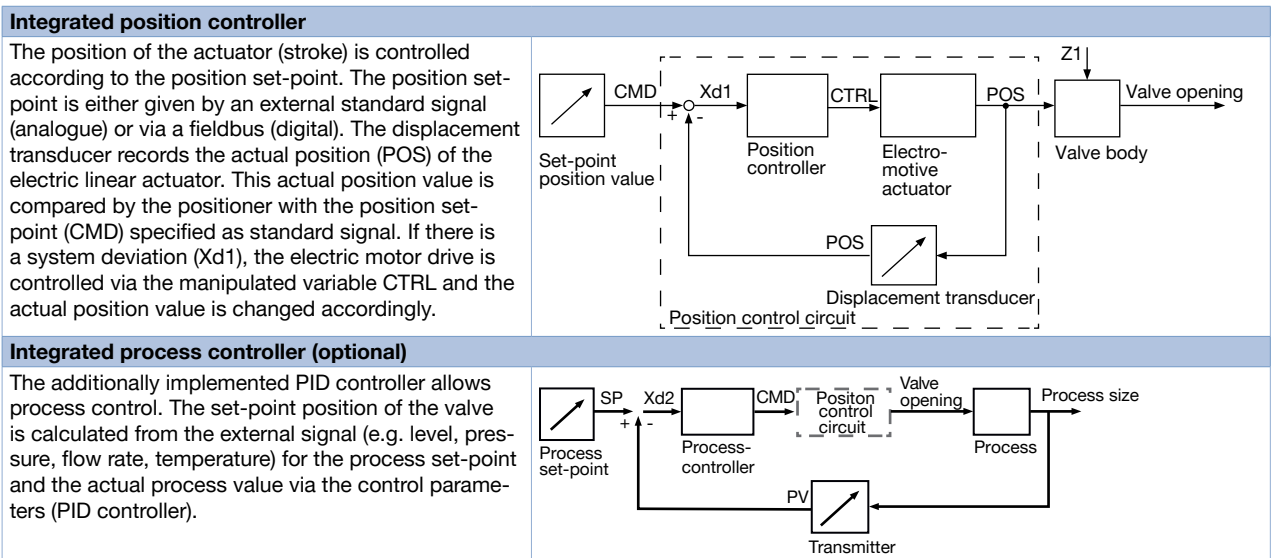 Integrated position controller
The position of the actuator (stroke) is controlled
according to the position set-point. The position set-
point is either given by an external standard signal
(analogue) or via a fieldbus (digital). The displacement
transducer records the actual position (POS) of the
electric linear actuator. This actual position value is
compared by the positioner with the position set-
point (CMD) specified as standard signal. If there is
a system deviation (Xd1), the electric motor drive is
controlled via the manipulated variable CTRL and the
actual position value is changed accordingly.
Z1
CMD
Xd1
CTRL
POS
Valve opening
+
-
Set-point
position value
Position
controller
Electro-
motive
actuator
Valve body
POS
Displacement transducer
Position control circuit
Integrated process controller (optional)
The additionally implemented PID controller allows
process control. The set-point position of the valve
is calculated from the external signal (e.g. level, pres-
sure, flow rate, temperature) for the process set-point
and the actual process value via the control parame-
ters (PID controller).
SP
Xd2
CMD
Positon
control
circuit
Valve
opening
Process size
+
-
Process
set-point
Process-
controller
Process
PV
Transmitter